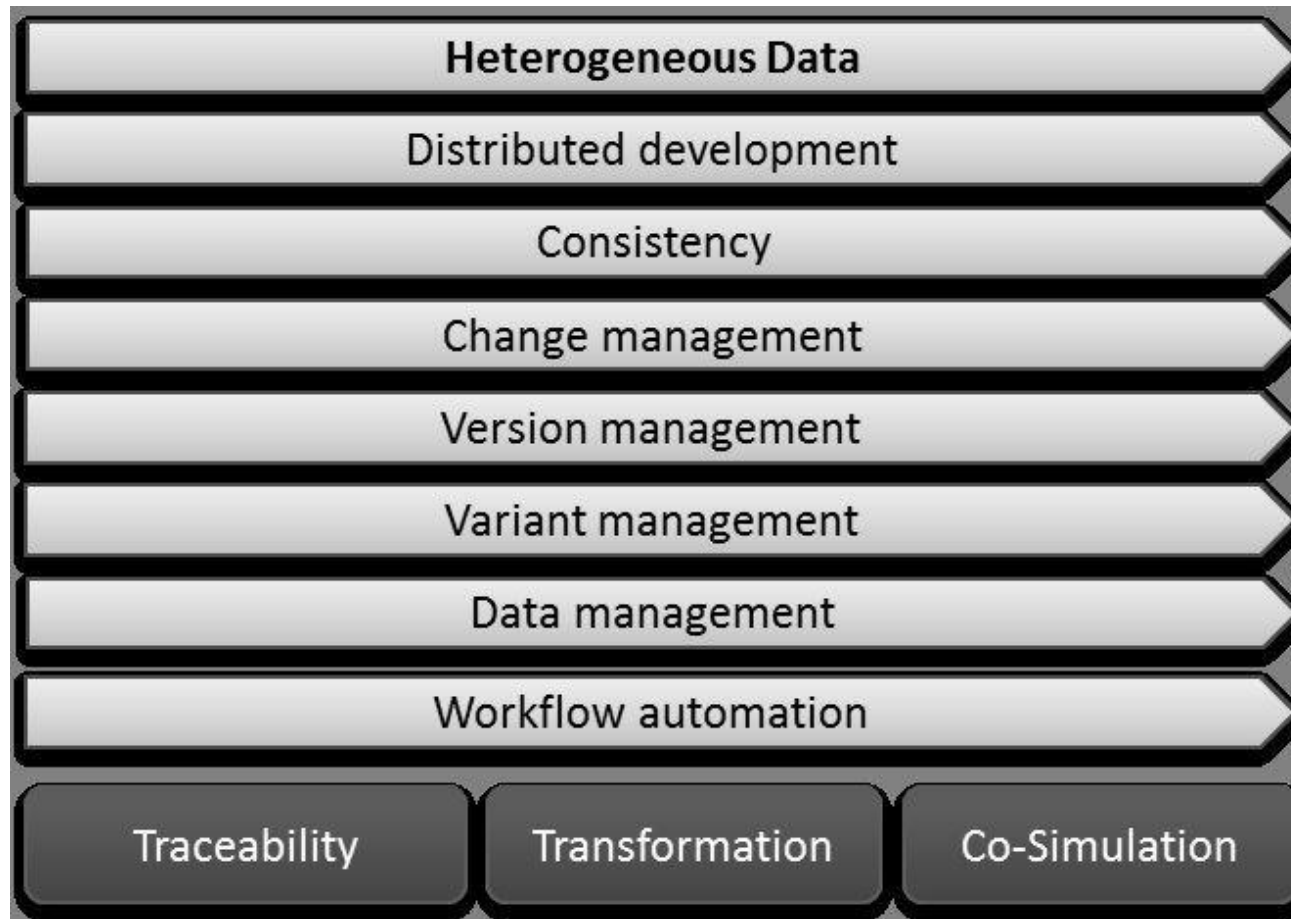 Heterogeneous Data
Distributed development
Consistency
Change management
Version management
Variant management
Data management
Workflow automation
Traceability
Transformation
Co-Simulation